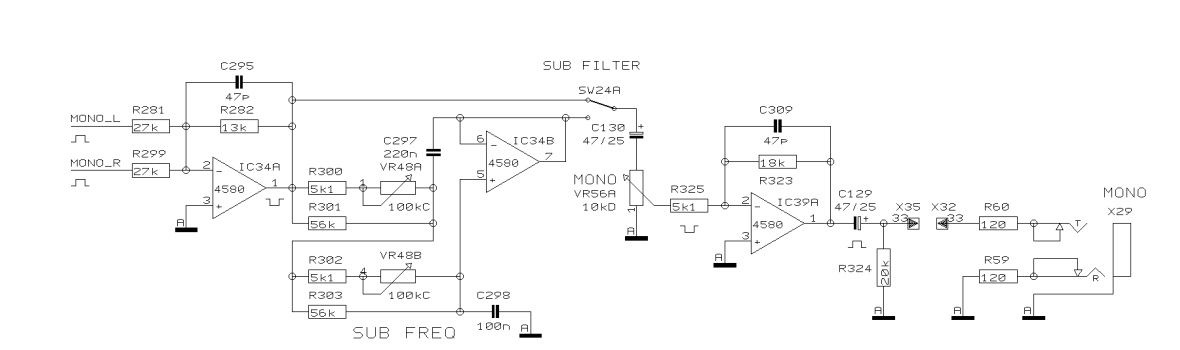 SUB FILTER
C295
47p
SW24A
MONO_L
R281
27k
R282
13k
C309
47p
C130
47/25
+
MONO_R
R299
27k
2
IC34A
4580
1
3
A
C297
220n
VR48A
1
100kC
6
IC34B
4580
7
5
R300
5k1
R301
56k
18k
R323
MONO
VR56A
10kD
1
A
R325
5k1
2
IC39A
4580
1
3
A
C129
47/25
+
X35
33
X32
33
R60
120
T
MONO
X29
R302
5k1
4
VR48B
100kC
R324
20k
A
R59
120
R
A
A
R303
56k
C298
100n
A
SUB FREQ